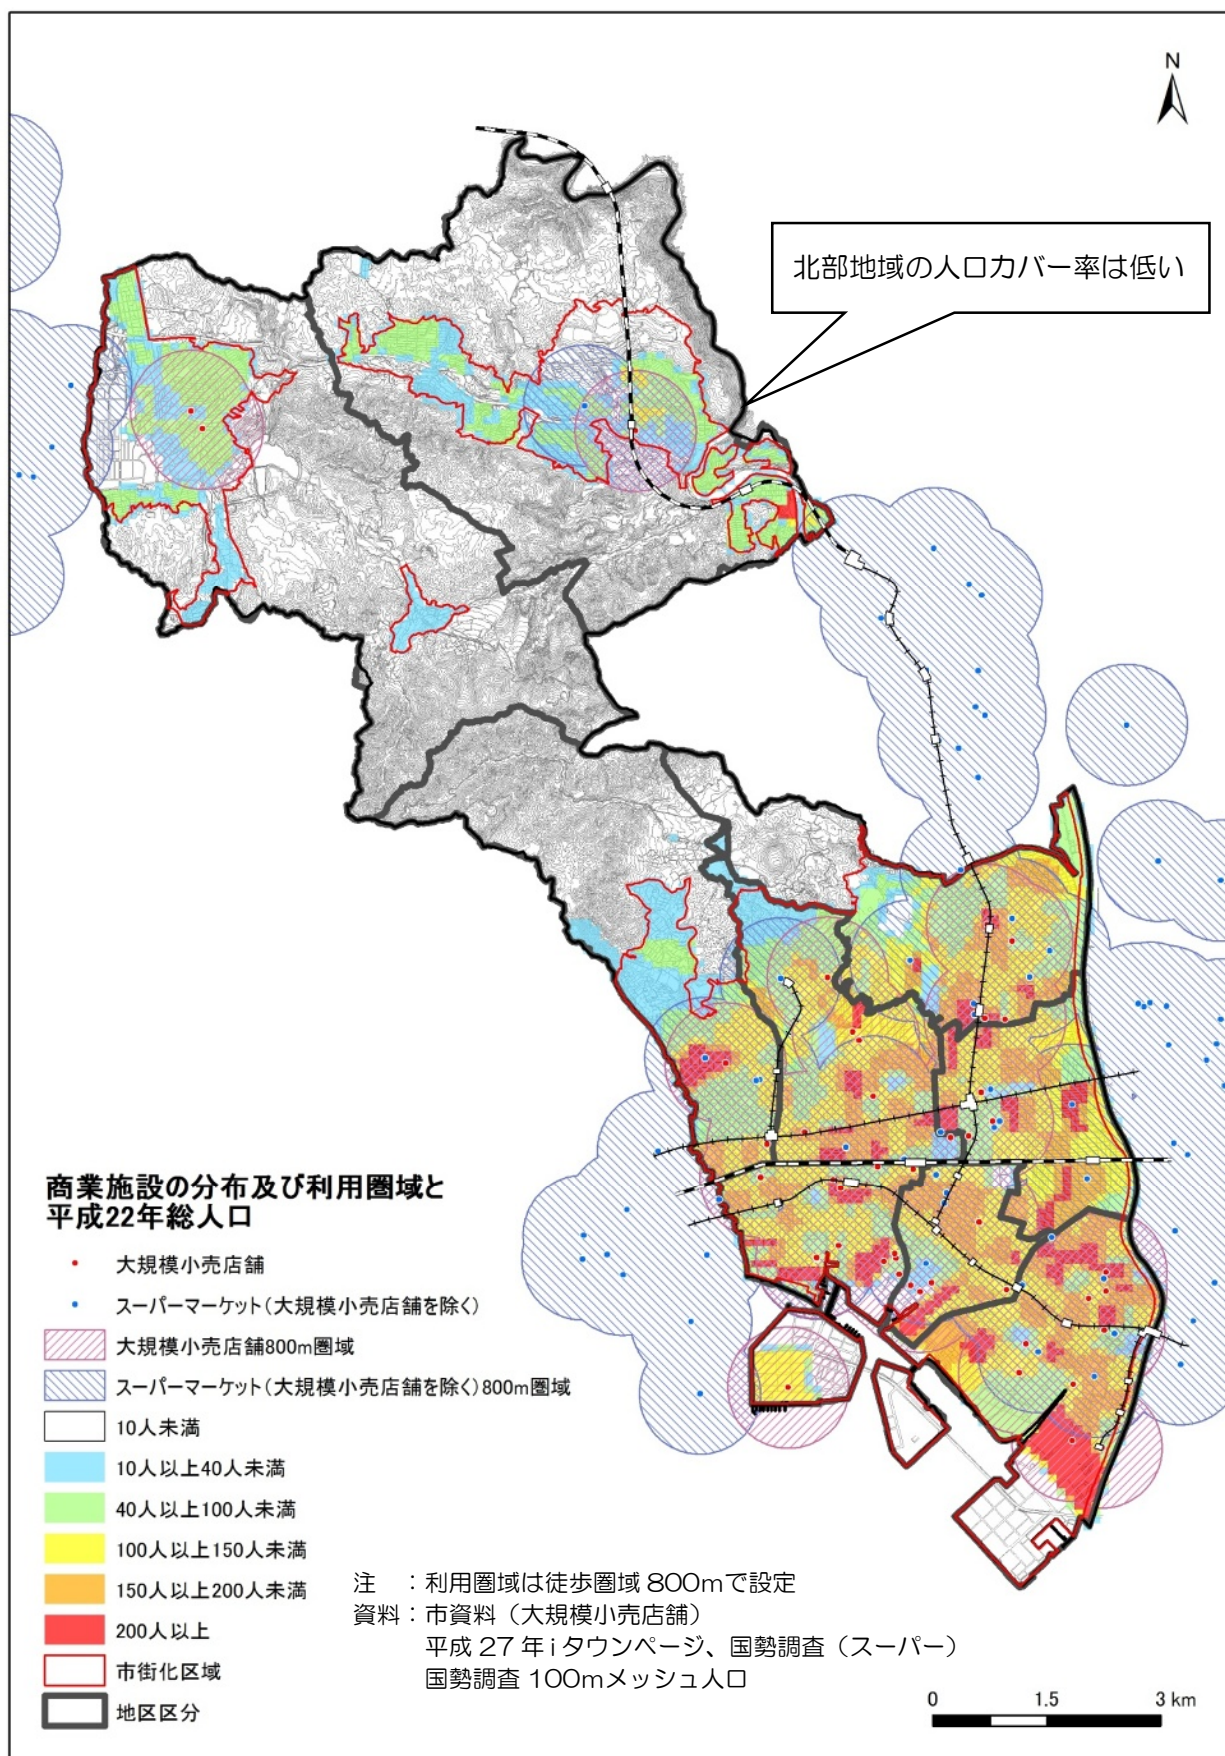 N
北部地域の人口カバー率は低い
商業施設の分布及び利用圏域と
平成22年総人口
大規模小売店舗
スーパーマーケット(大規模小売店舗を除く)
大規模小売店舗800m圏域
スーパーマーケット(大規模小売店舗を除く)800m圏域
10人未満
10人以上40人未満
40人以上100人未満
100人以上150人未満
150人以上200人未満
200人以上
市街化区域
地区区分
注　：利用圏域は徒歩圏域 800mで設定
資料：市資料（大規模小売店舗）
平成 27 年iタウンページ、国勢調査（スーパー）
国勢調査 100mメッシュ人口
0 1.5 3 km